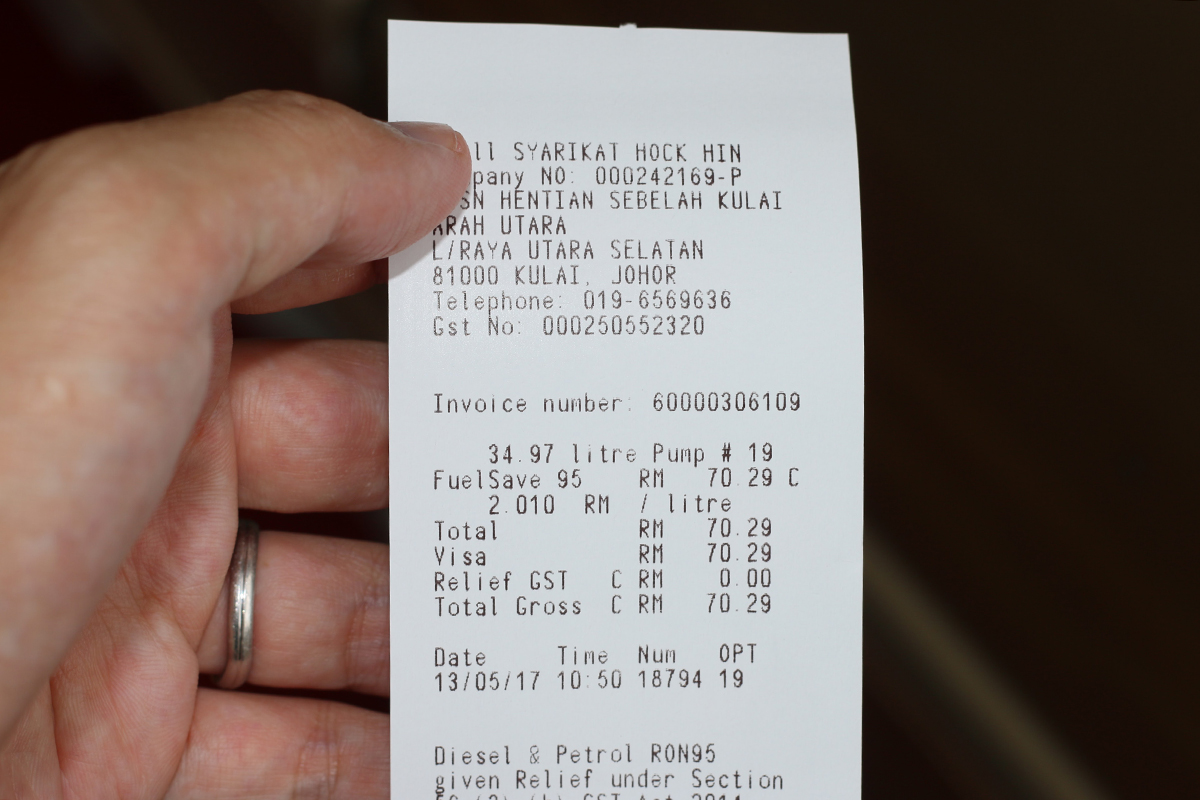 SYARIKAT HOCK HIN
NO: 000242169-P
HENTIAN SEBELAH KULAI
ARAH UTARA
L/RAYA UTARA SELATAN
81000 KULAI, JOHOR
Telephone: 019-6569636
Gst No: 000250552320
Invoice number: 60000306109
34.97 litre Pump # 19
FuelSave 95 RM 70.29 C
2.010 RM / litre
Total RM 70.29
Visa RM 70.29
Relief GST C RM 0.00
Total Gross C RM 70.29
Date Time Num OPT
13/05/17 10:50 18794 19
Diesel & Petrol RON95
given Relief under Section